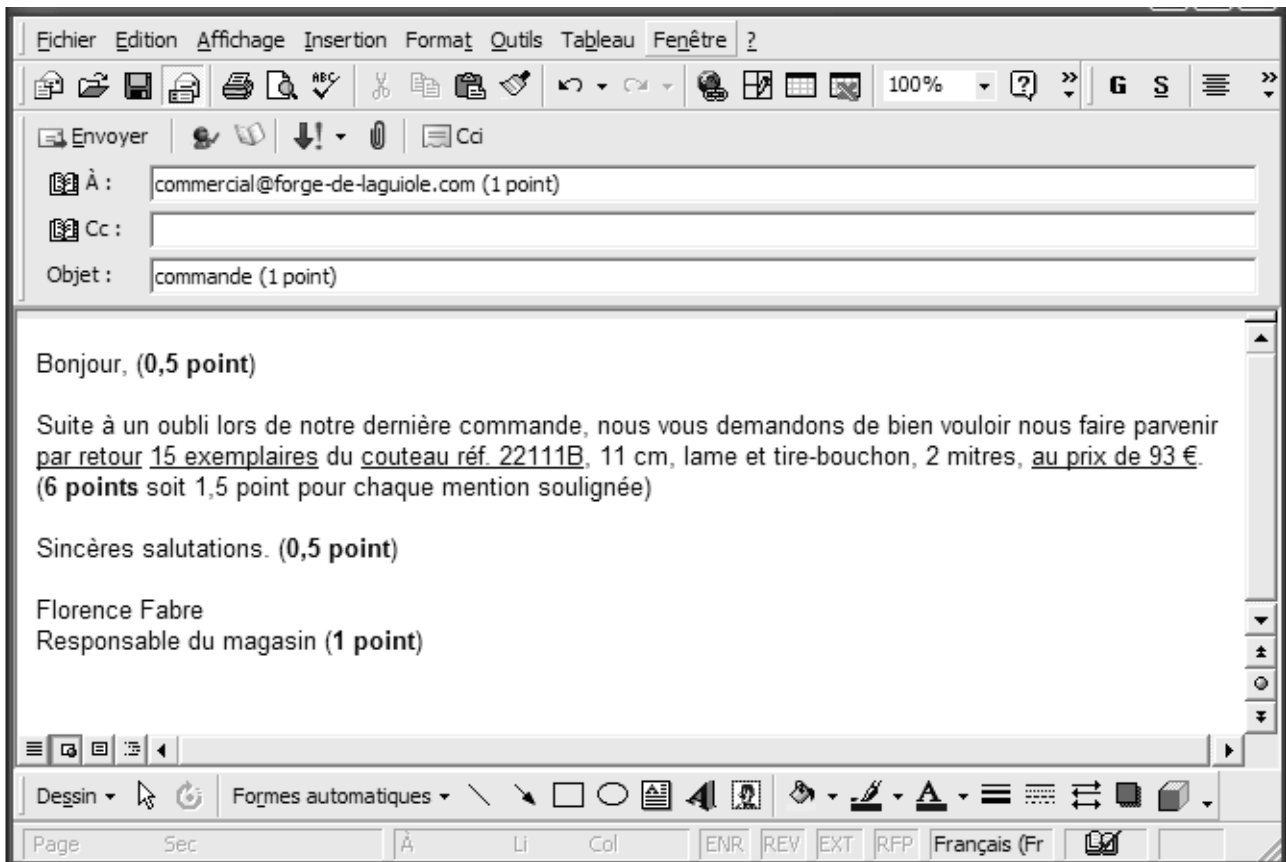 Fichier Edition Affichage Insertion Format Outils Tableau Fenêtre ?
ABC 100% ? » G S »
Envoyer Cci
À : commercial@forge-de-laguiole.com (1 point)
Cc :
Objet : commande (1 point)
Bonjour, (0,5 point)
Suite à un oubli lors de notre dernière commande, nous vous demandons de bien vouloir nous faire parvenir
par retour 15 exemplaires du couteau réf. 22111B, 11 cm, lame et tire-bouchon, 2 mitres, au prix de 93 €.
(6 points soit 1,5 point pour chaque mention soulignée)
Sincères salutations. (0,5 point)
Florence Fabre
Responsable du magasin (1 point)
Dessin Formes automatiques A
Page Sec À Li Col ENR REV EXT RFP Français (Fr